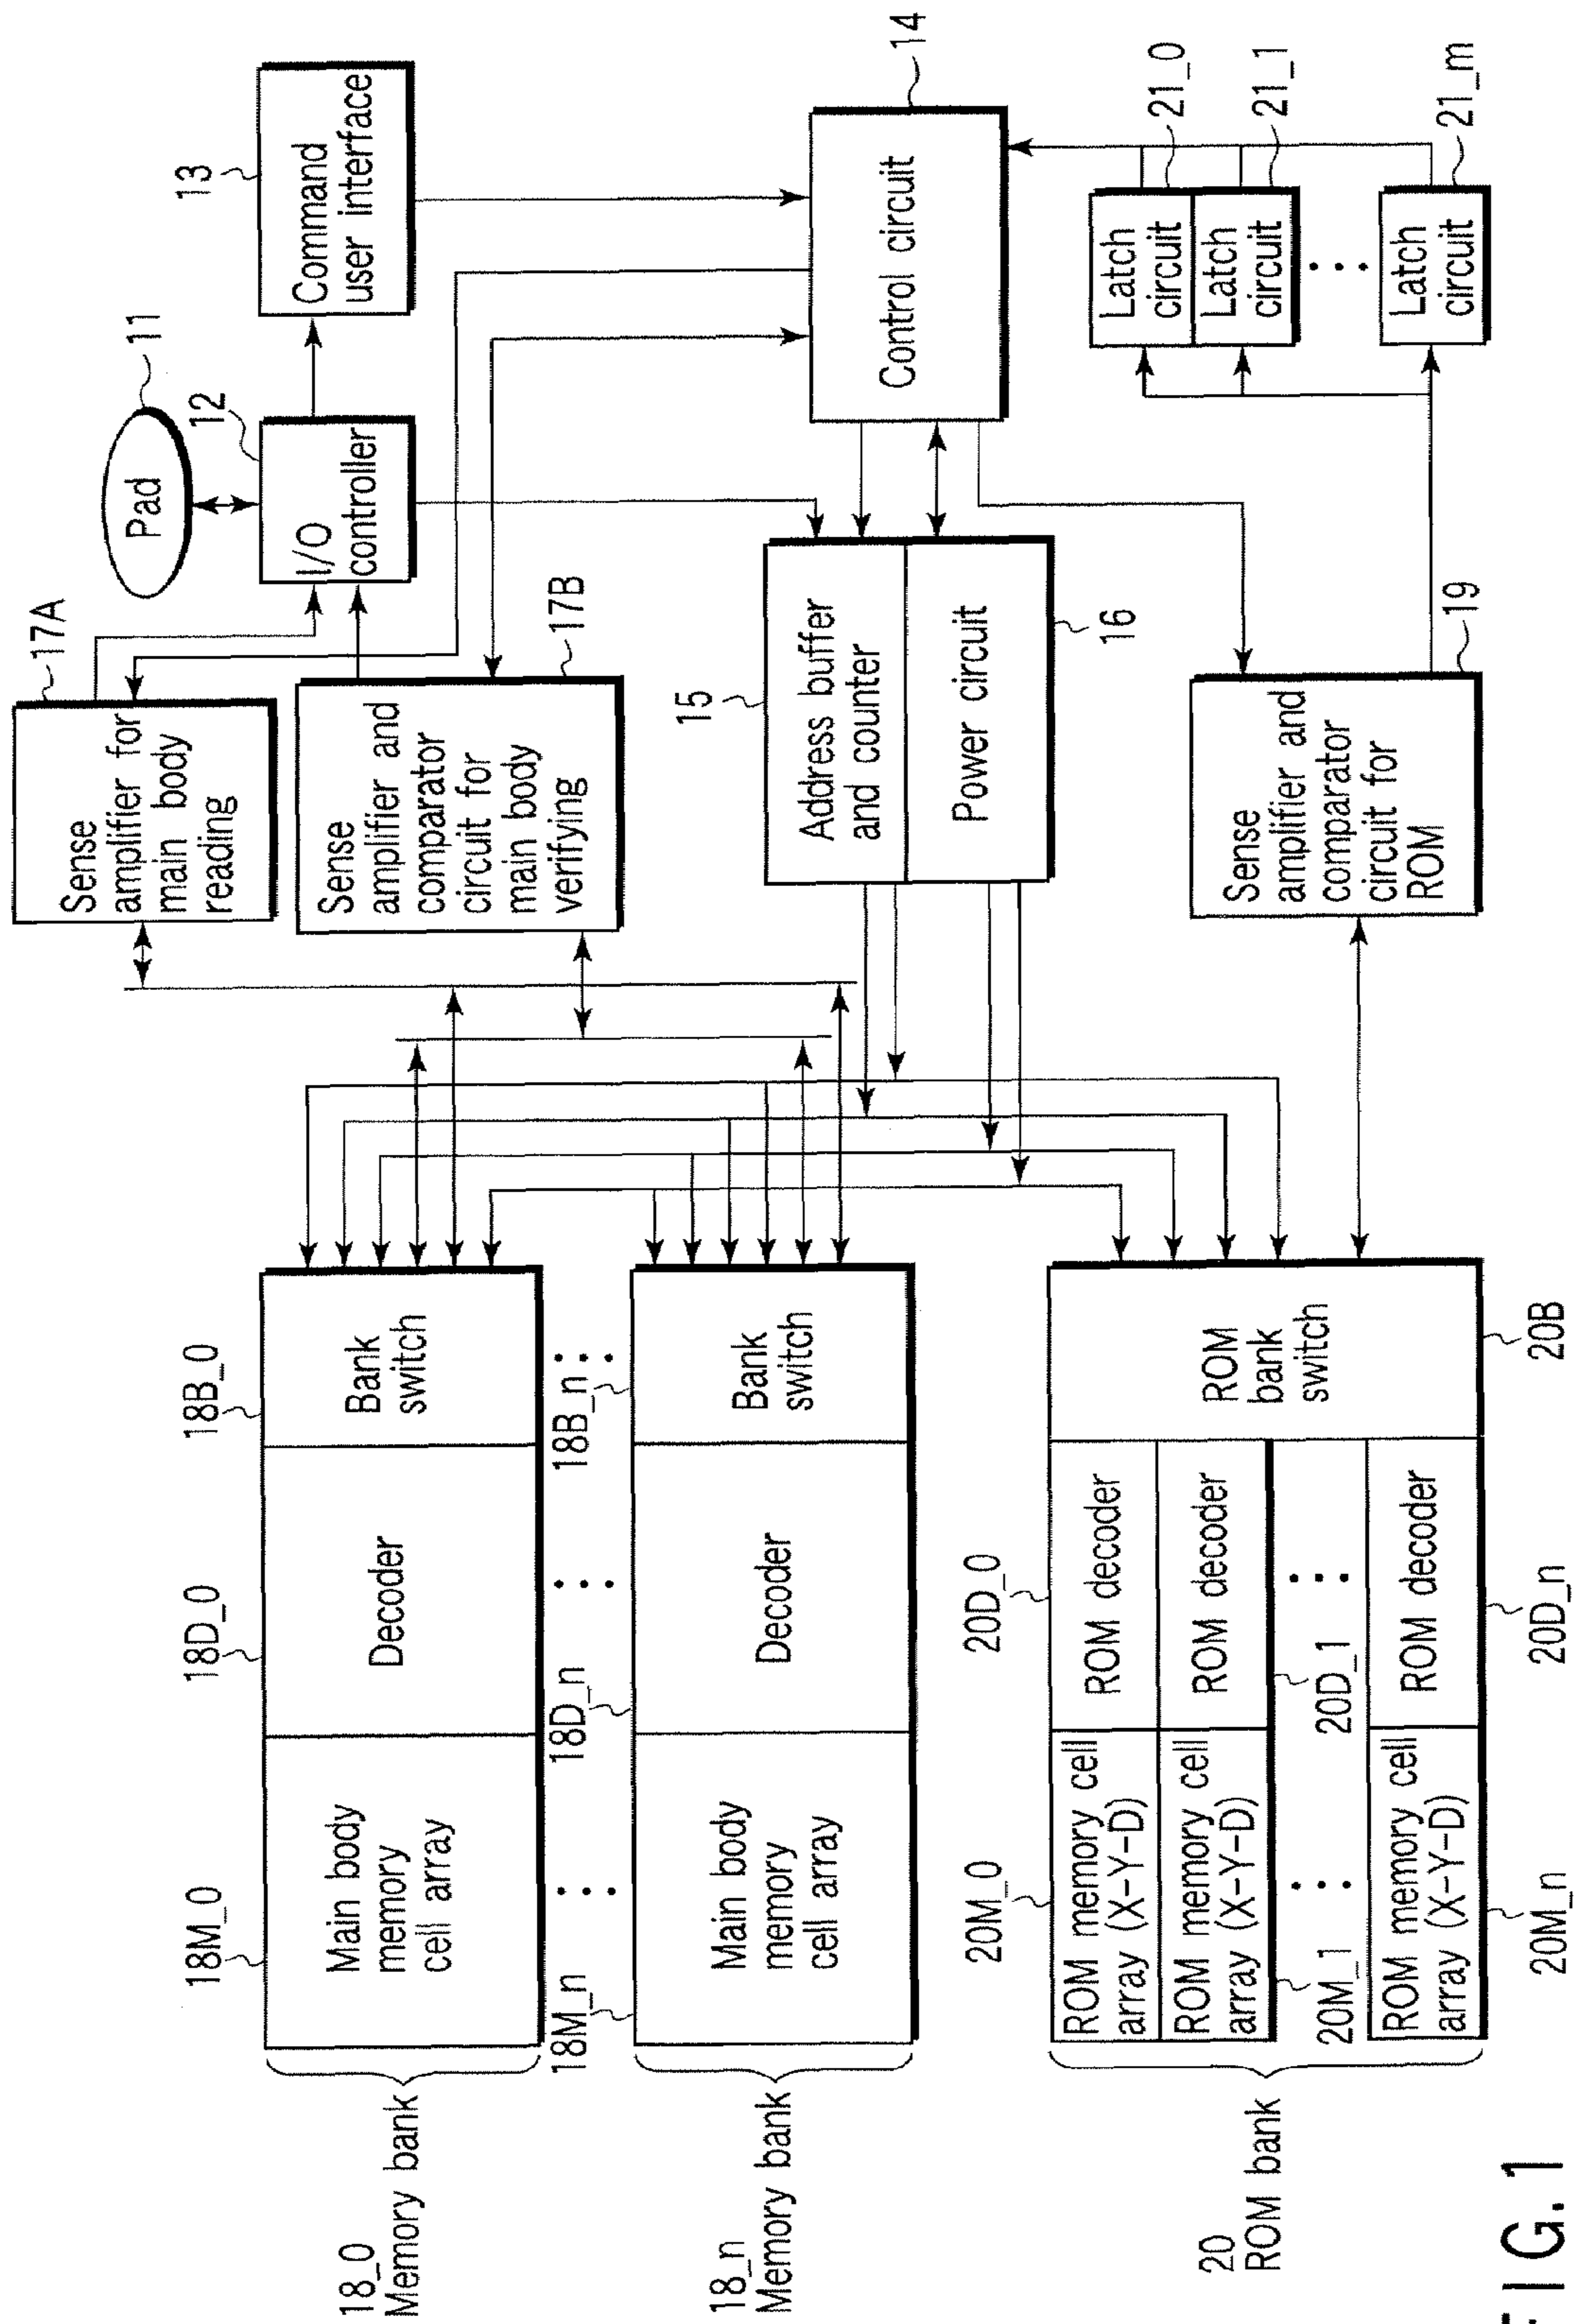 11
Pad
12
I/O
controller
13
Command
user interface
14
Control circuit
17A
Sense
amplifier for
main body
reading
17B
Sense
amplifier and
comparator
circuit for
main body
verifying
15
Address buffer
and counter
Power circuit
16
Sense
amplifier and
comparator
circuit for
ROM
19
Latch
circuit
21_0
Latch
circuit
21_1
Latch
circuit
21_m
18M_0
18D_0
18B_0
Main body
memory
cell array
Decoder
Bank
switch
18_0
Memory bank
18M_n
18D_n
18B_n
Main body
memory
cell array
Decoder
Bank
switch
18_n
Memory bank
20M_0
20D_0
ROM memory cell
array (X-Y-D)
ROM decoder
ROM memory cell
array (X-Y-D)
ROM decoder
20M_1
20D_1
ROM memory cell
array (X-Y-D)
ROM decoder
20M_n
20D_n
ROM
bank
switch
20B
20
ROM bank
FIG. 1